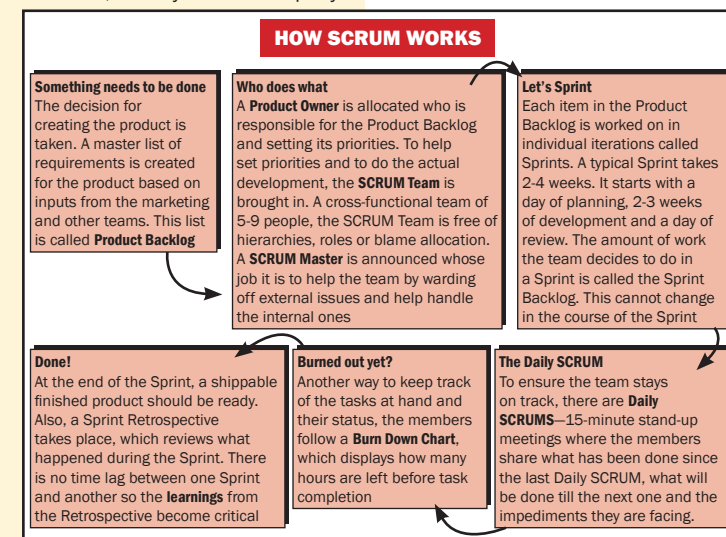 HOW SCRUM WORKS
Something needs to be done
The decision for
creating the product is
taken. A master list of
requirements is created
for the product based on
inputs from the marketing
and other teams. This list
is called Product Backlog
Who does what
A Product Owner is allocated who is
responsible for the Product Backlog
and setting its priorities. To help
set priorities and to do the actual
development, the SCRUM Team is
brought in. A cross-functional team of
5-9 people, the SCRUM Team is free of
hierarchies, roles or blame allocation.
A SCRUM Master is announced whose
job it is to help the team by warding
off external issues and help handle
the internal ones
Let's Sprint
Each item in the Product
Backlog is worked on in
individual iterations called
Sprints. A typical Sprint takes
2-4 weeks. It starts with a
day of planning, 2-3 weeks
of development and a day of
review. The amount of work
the team decides to do in
a Sprint is called the Sprint
Backlog. This cannot change
in the course of the Sprint
The Daily SCRUM
To ensure the team stays
on track, there are Daily
SCRUMS—15-minute stand-up
meetings where the members
share what has been done since
the last Daily SCRUM, what will
be done till the next one and the
impediments they are facing.
Burned out yet?
Another way to keep track
of the tasks at hand and
their status, the members
follow a Burn Down Chart,
which displays how many
hours are left before task
completion
Done!
At the end of the Sprint, a shippable
finished product should be ready.
Also, a Sprint Retrospective
takes place, which reviews what
happened during the Sprint. There
is no time lag between one Sprint
and another so the learnings from
the Retrospective become critical